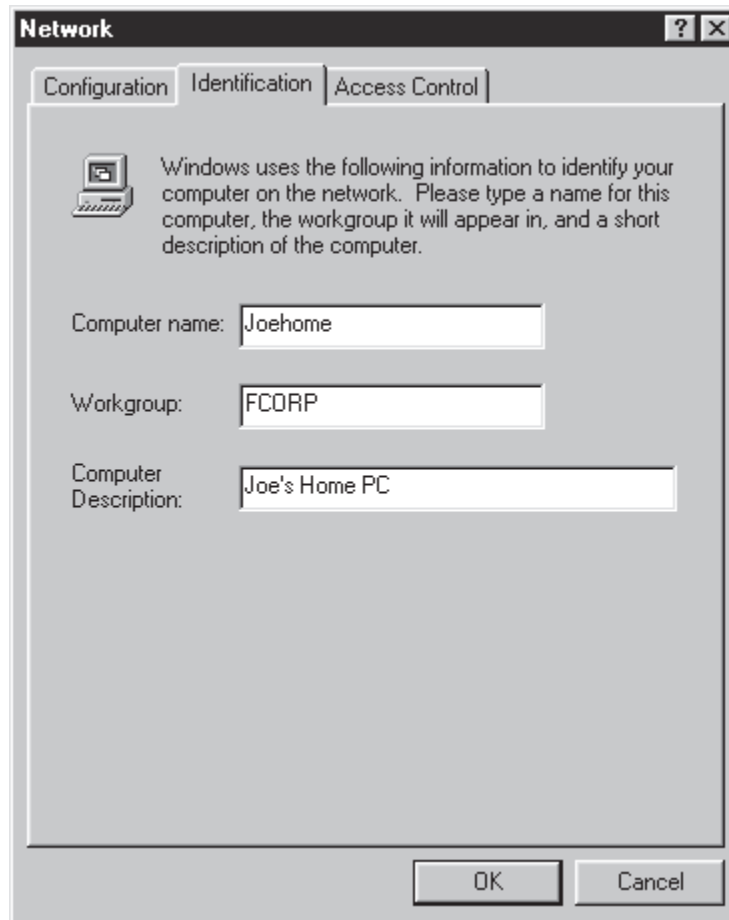 Network
Configuration Identification Access Control
Windows uses the following information to identify your
computer on the network. Please type a name for this
computer, the workgroup it will appear in, and a short
description of the computer.
Computer name: Joehome
Workgroup: FCORP
Computer
Description: Joe's Home PC
OK Cancel